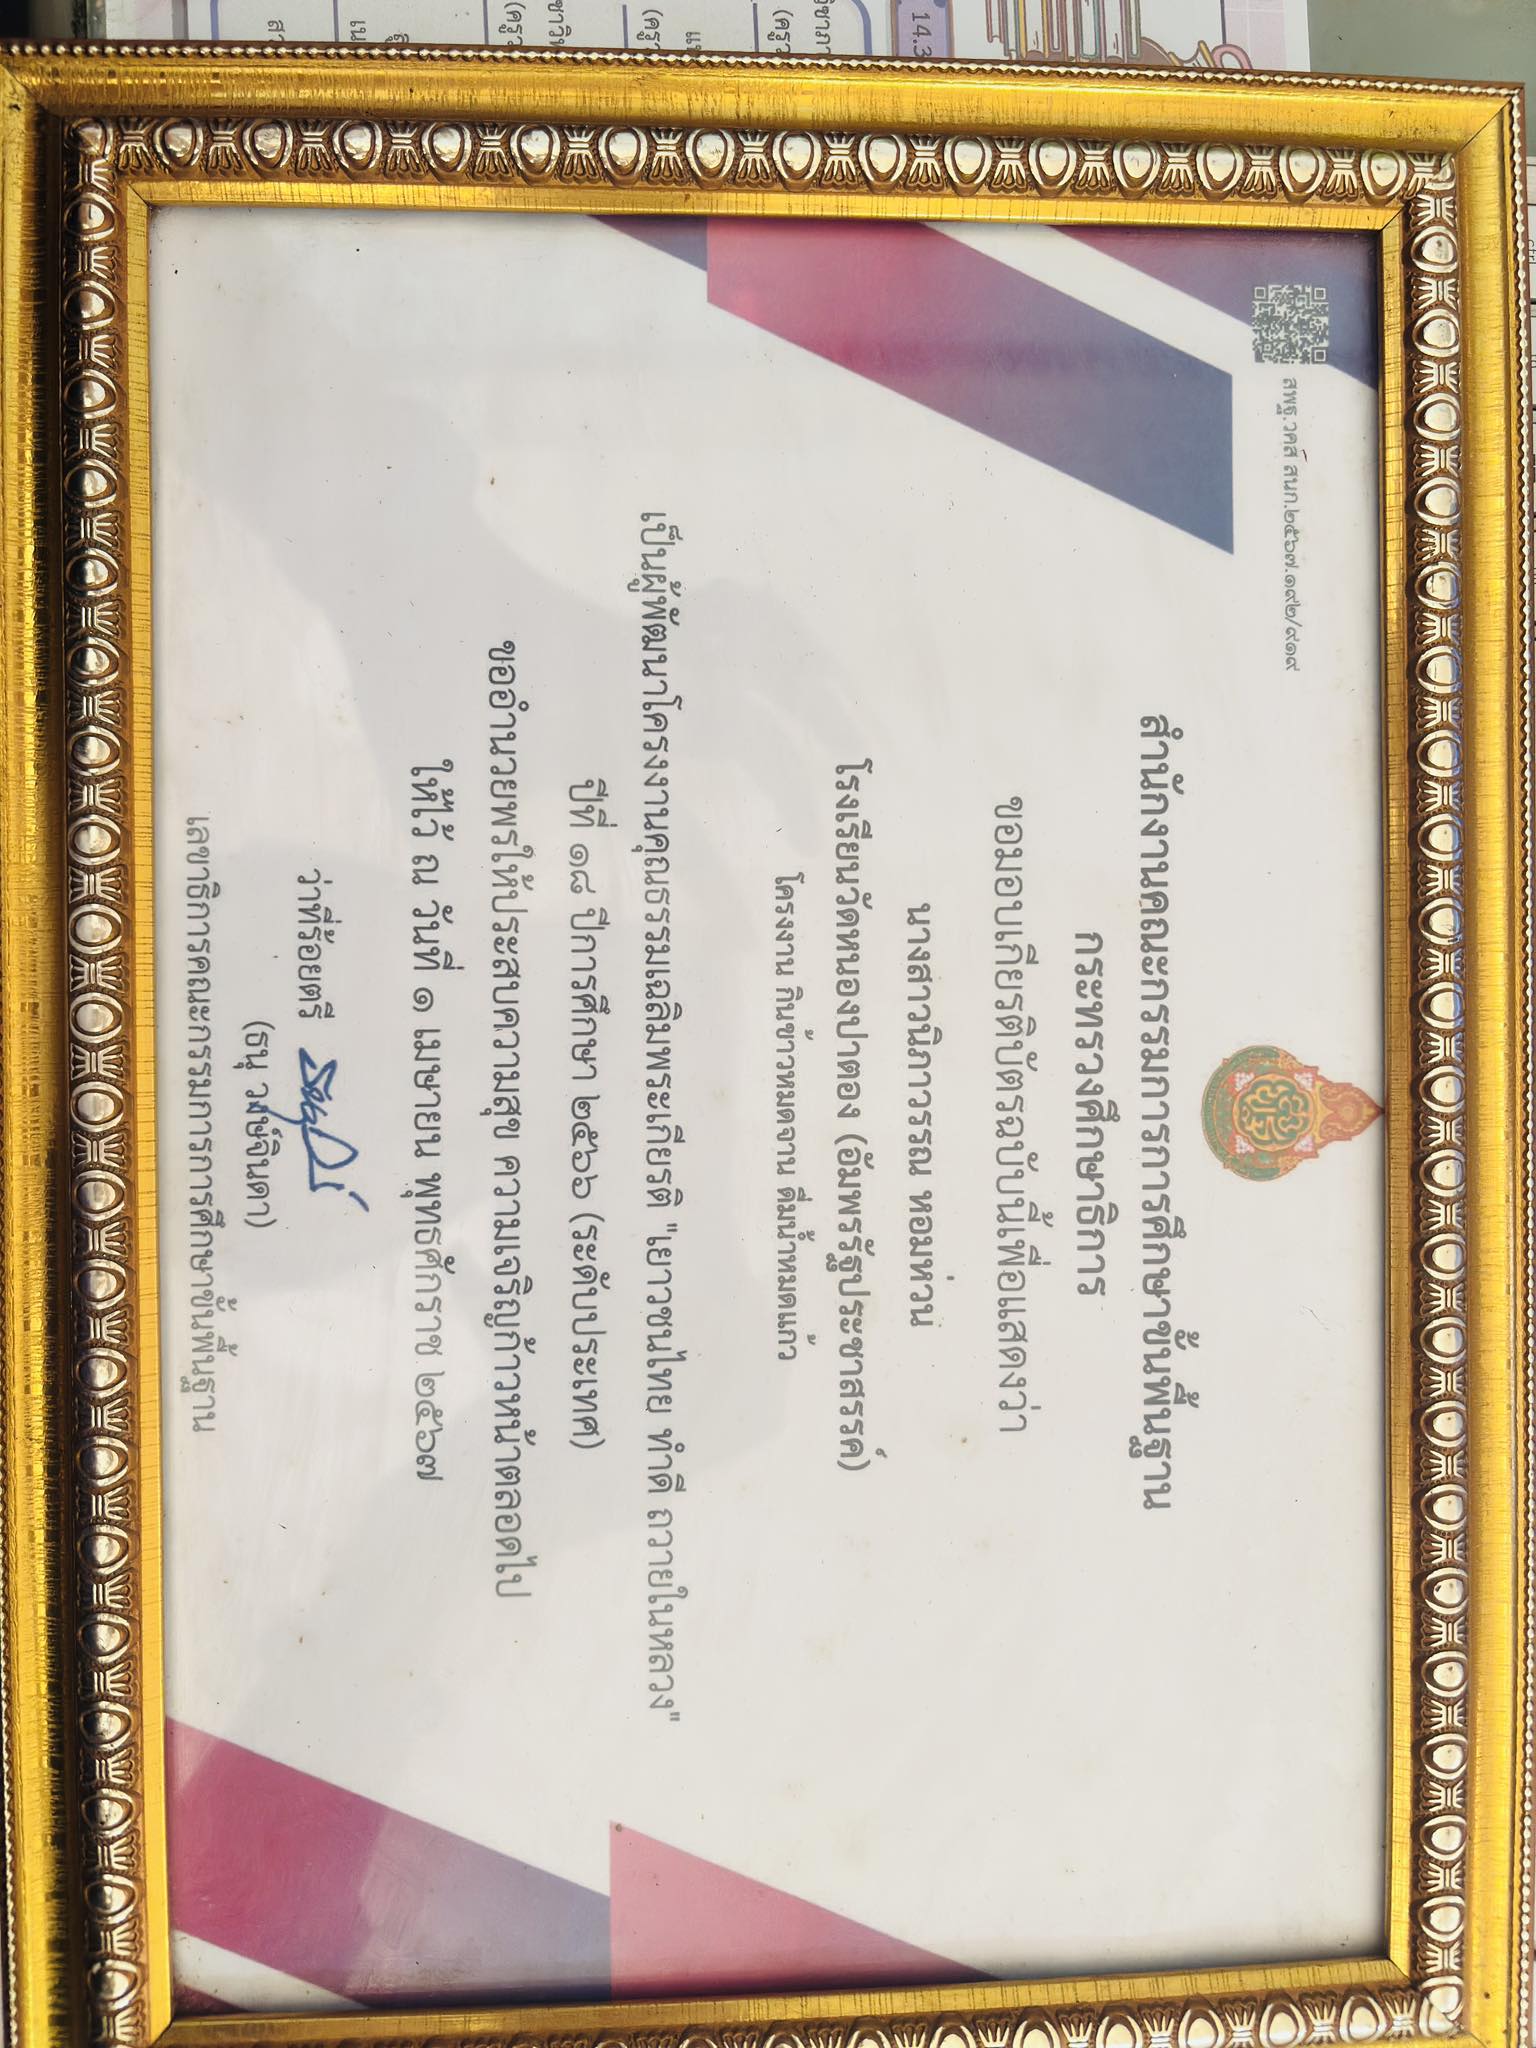 สพฐ.วคส สนก.๒๕๖๗.๑๙๒/๙๑๙
สำนักงานคณะกรรมการการศึกษาขั้นพื้นฐาน
กระทรวงศึกษาธิการ
ขอมอบเกียรติบัตรฉบับนี้เพื่อแสดงว่า
นางสาวนิภาวรรณ หอมหวน
โรงเรียนวัดหนองปาตอง (อัมพรรัฐประชาสรรค์)
โครงงาน กินข้าวหมดจาน ดื่มน้ำหมดแก้ว
เป็นผู้พัฒนาโครงงานคุณธรรมเฉลิมพระเกียรติ "เยาวชนไทย ทำดี ถวายในหลวง"
ปีที่ ๑๘ ปีการศึกษา ๒๕๖๖ (ระดับประเทศ)
ขออำนวยพรให้ประสบความสุข ความเจริญก้าวหน้าตลอดไป
ให้ไว้ ณ วันที่ ๑ เมษายน พุทธศักราช ๒๕๖๗
ว่าที่ร้อยตรี
(ธนุ วงษ์จินดา)
เลขาธิการคณะกรรมการการศึกษาขั้นพื้นฐาน